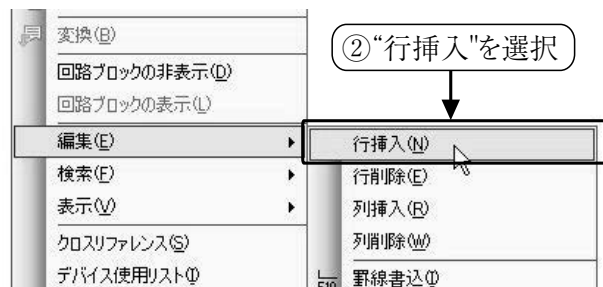 変換(B)
②“行挿入"を選択
回路ブロックの非表示(D)
回路ブロックの表示(L)
編集(E)
検索(F)
表示(V)
クロスリファレンス(S)
デバイス使用リスト(I)
行挿入(N)
行削除(E)
列挿入(R)
列削除(W)
F10
罫線書込(I)